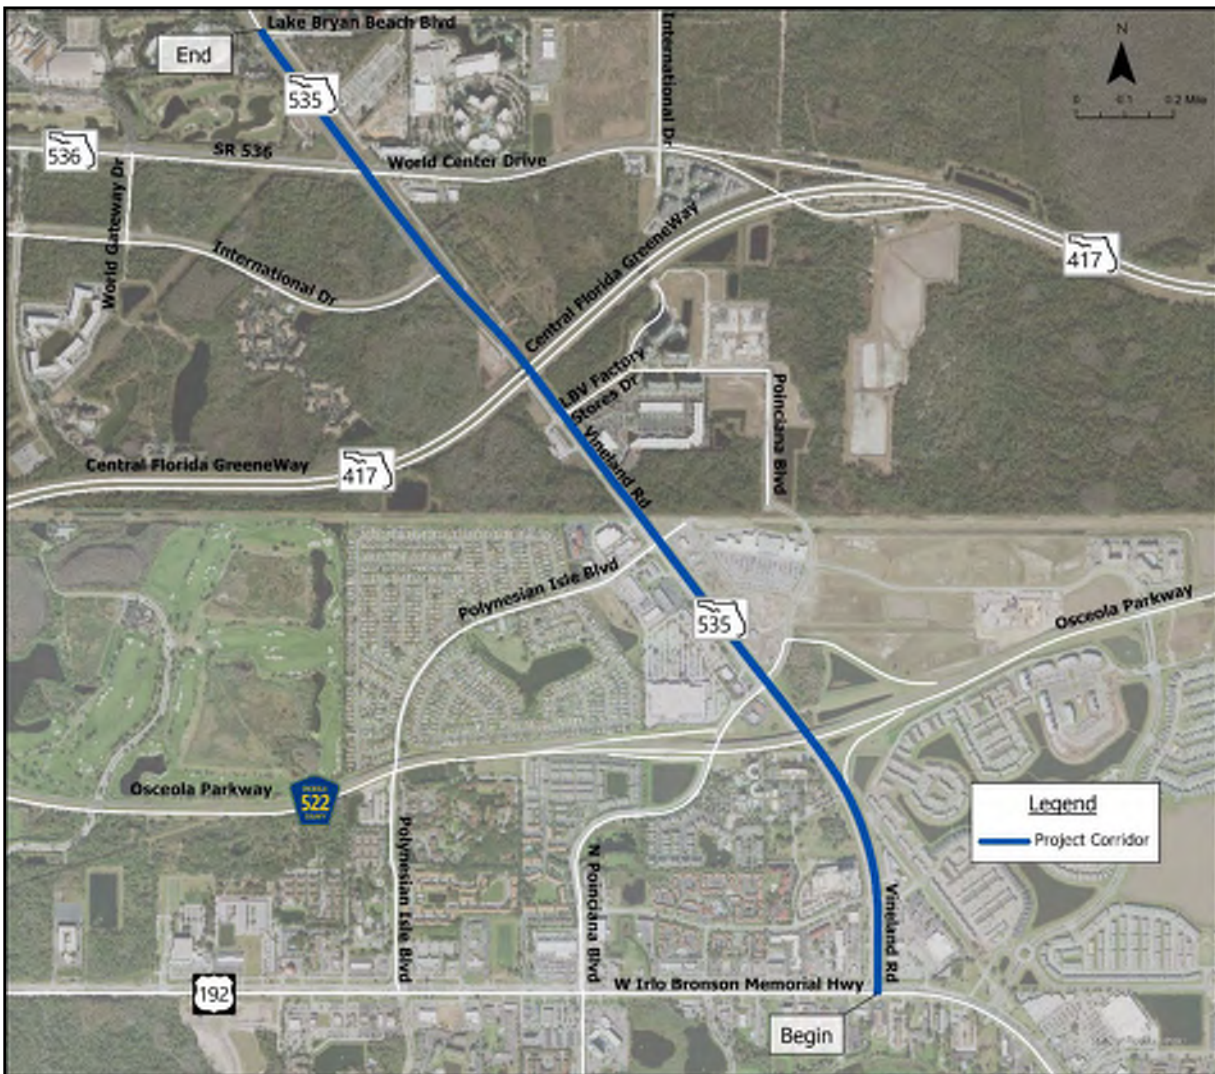 Lake Bryan Beach Blvd
End
535
International Dr
N
0 0.1 0.2 Mile
536
SR 536
World Center Drive
World Gateway Dr
International Dr
Central Florida GreeneWay
417
LBV Factory
Stores Dr
Poinciana Blvd
Vineland Rd
Central Florida GreeneWay
417
Polynesian Isle Blvd
535
Osceola Parkway
Osceola Parkway
522
Legend
Project Corridor
Polynesian Isle Blvd
N Poinciana Blvd
Vineland Rd
W Irlo Bronson Memorial Hwy
192
Begin